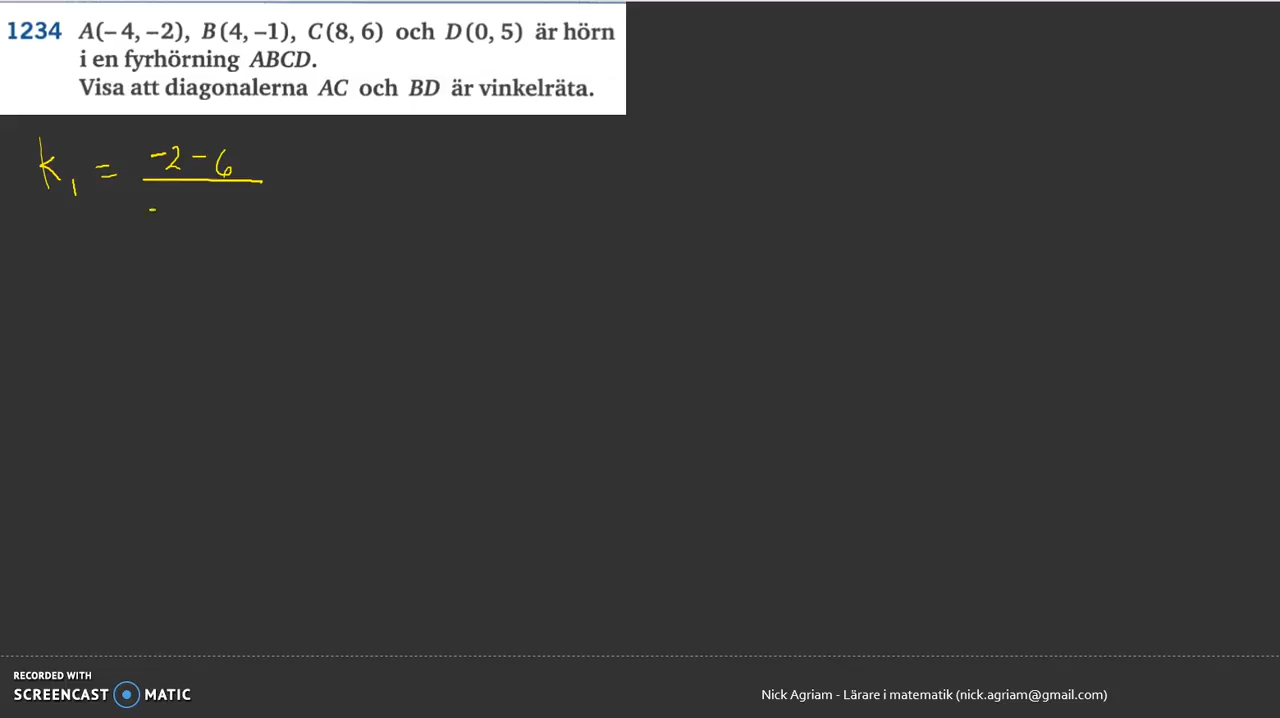 1234 A(–4, –2), B(4, –1), C(8, 6) och D(0, 5) är hörn
i en fyrhörning ABCD.
Visa att diagonalerna AC och BD är vinkelräta.
k₁ = -2 - 6
-
RECORDED WITH
SCREENCAST MATIC
Nick Agriam - Lärare i matematik (nick.agriam@gmail.com)